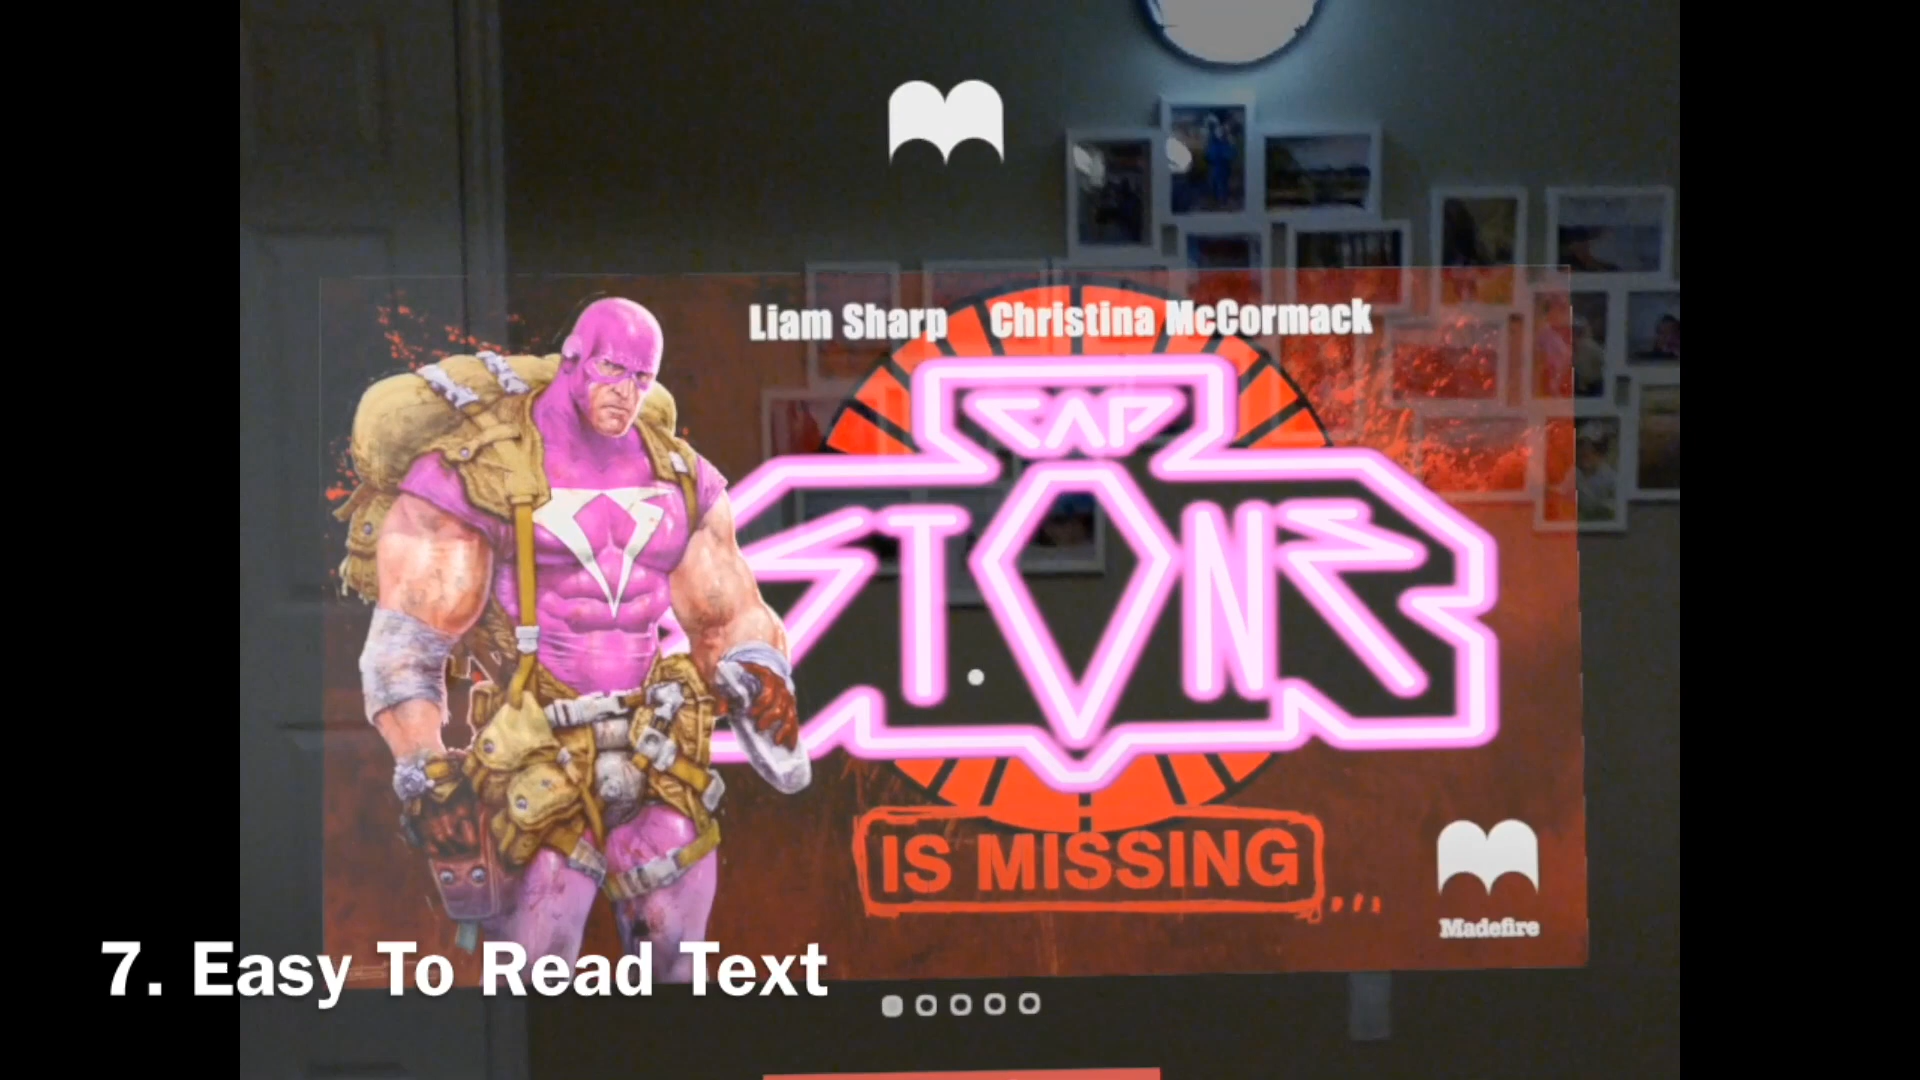 Liam Sharp Christina McCormack
CAP
STONE
IS MISSING...
Madefire
7. Easy To Read Text